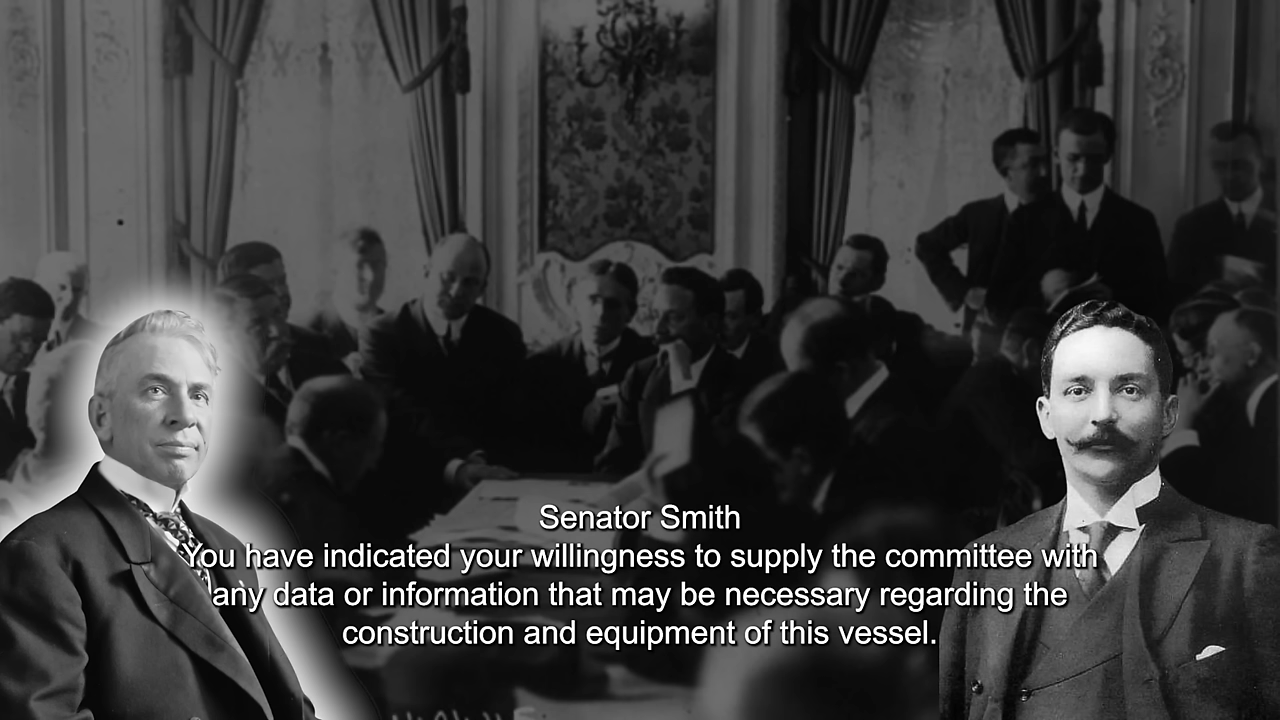 Senator Smith
You have indicated your willingness to supply the committee with
any data or information that may be necessary regarding the
construction and equipment of this vessel.